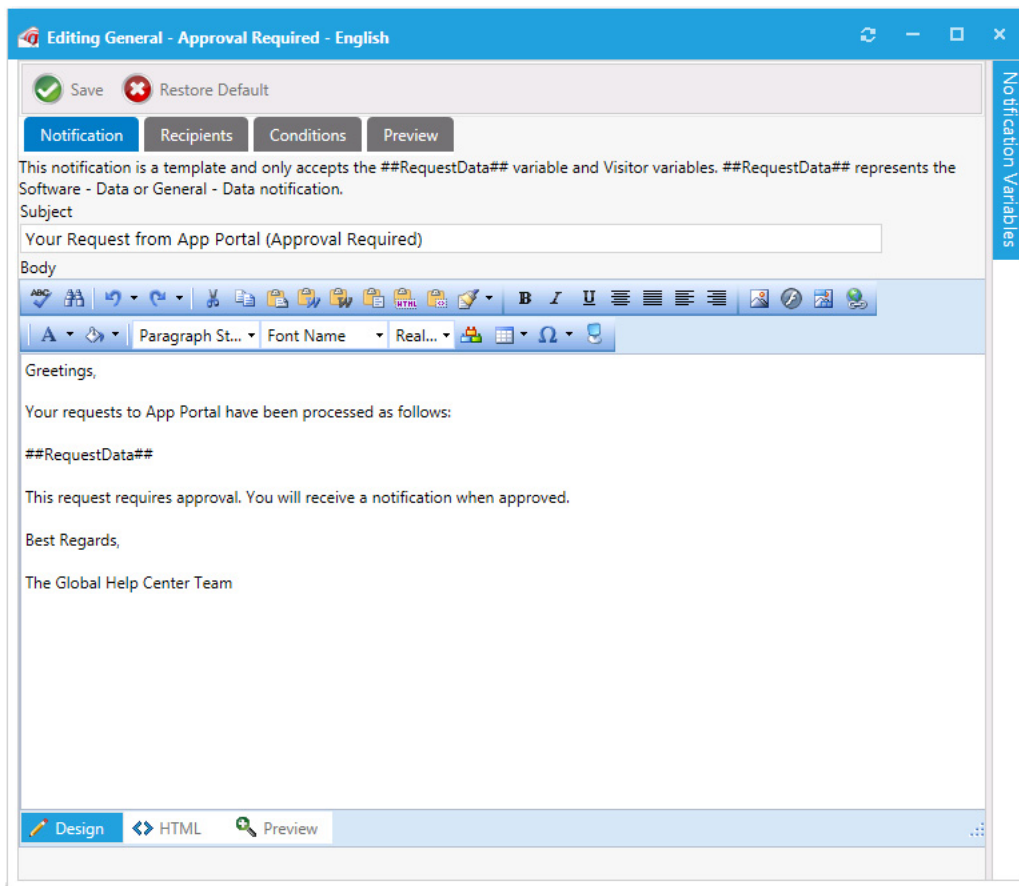 Editing General - Approval Required - English
Save Restore Default
Notification Recipients Conditions Preview
This notification is a template and only accepts the ##RequestData## variable and Visitor variables. ##RequestData## represents the
Software - Data or General - Data notification.
Subject
Your Request from App Portal (Approval Required)
Body
ABC HTML B I U
A Paragraph St... Font Name Real... Ω
Greetings,
Your requests to App Portal have been processed as follows:
##RequestData##
This request requires approval. You will receive a notification when approved.
Best Regards,
The Global Help Center Team
Design HTML Preview
Notification Variables